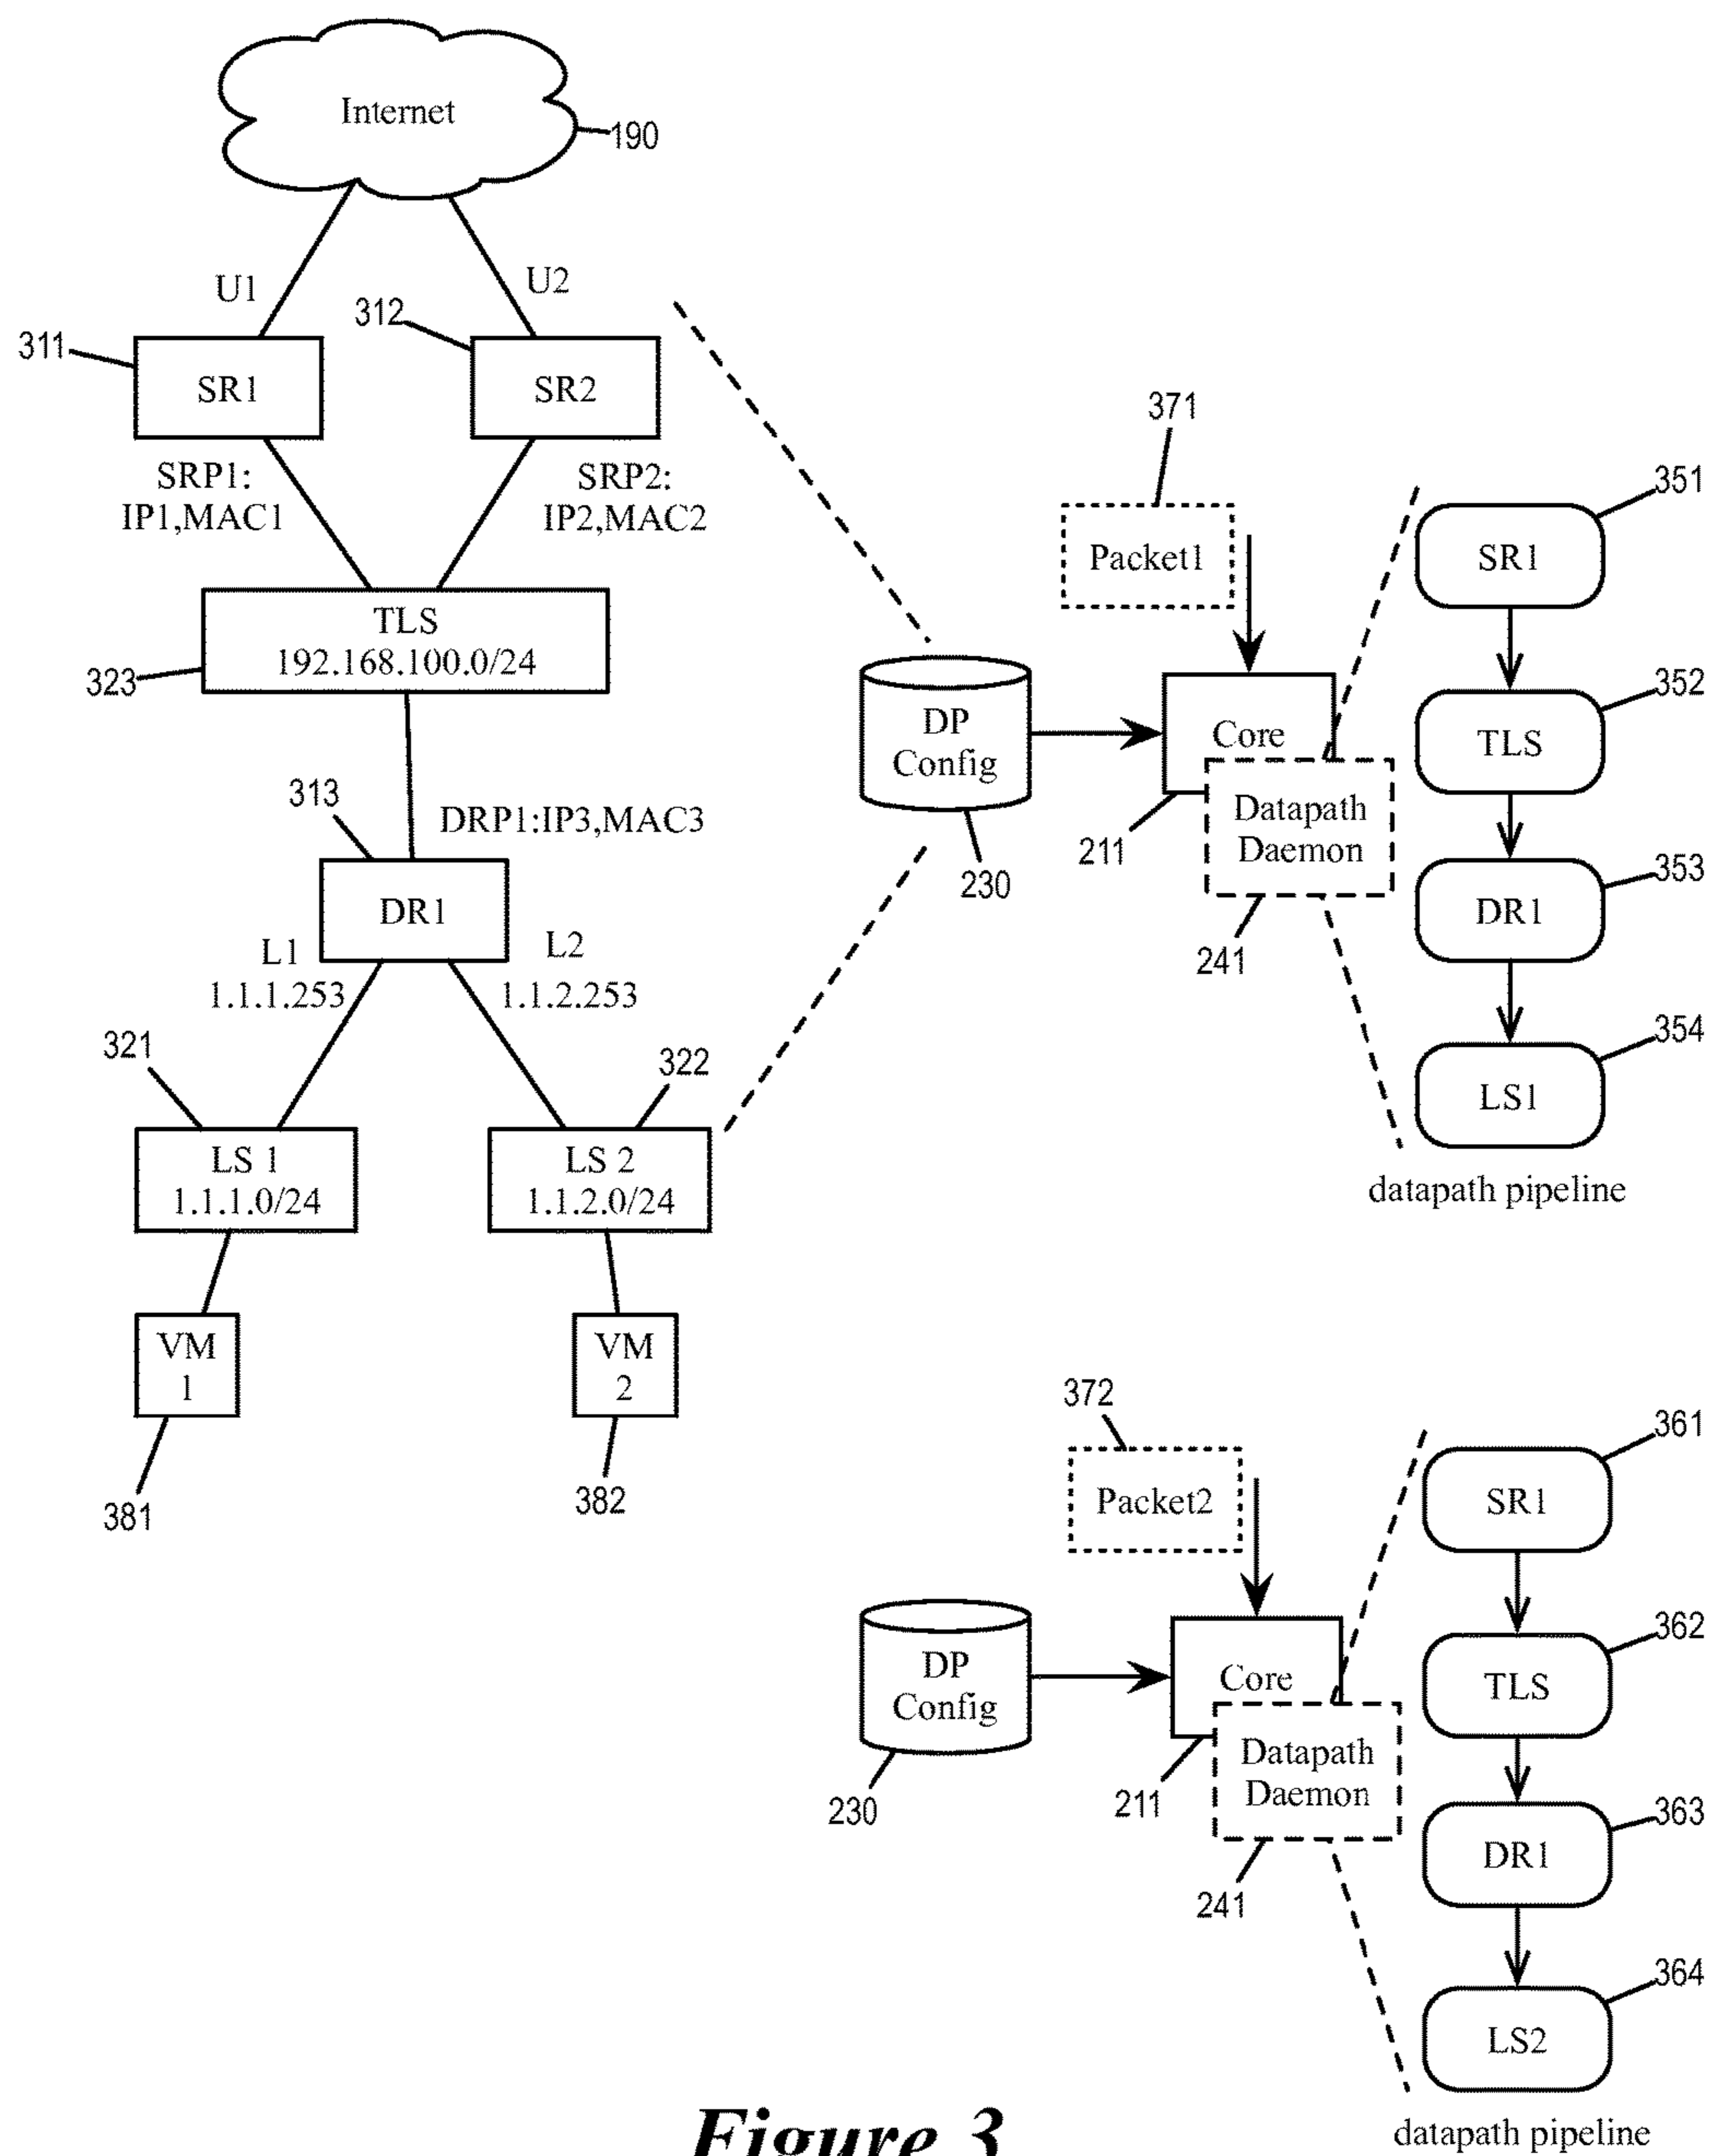 Internet
190
U1
U2
311
312
SR1
SR2
SRP1:
IP1,MAC1
SRP2:
IP2,MAC2
TLS
192.168.100.0/24
323
313
DRP1:IP3,MAC3
DR1
L1
1.1.1.253
L2
1.1.2.253
321
322
LS 1
1.1.1.0/24
LS 2
1.1.2.0/24
VM
1
VM
2
381
382
371
Packet1
DP
Config
230
Core
211
Datapath
Daemon
241
351
SR1
352
TLS
353
DR1
354
LS1
datapath pipeline
372
Packet2
DP
Config
230
Core
211
Datapath
Daemon
241
361
SR1
362
TLS
363
DR1
364
LS2
datapath pipeline
Figure 3